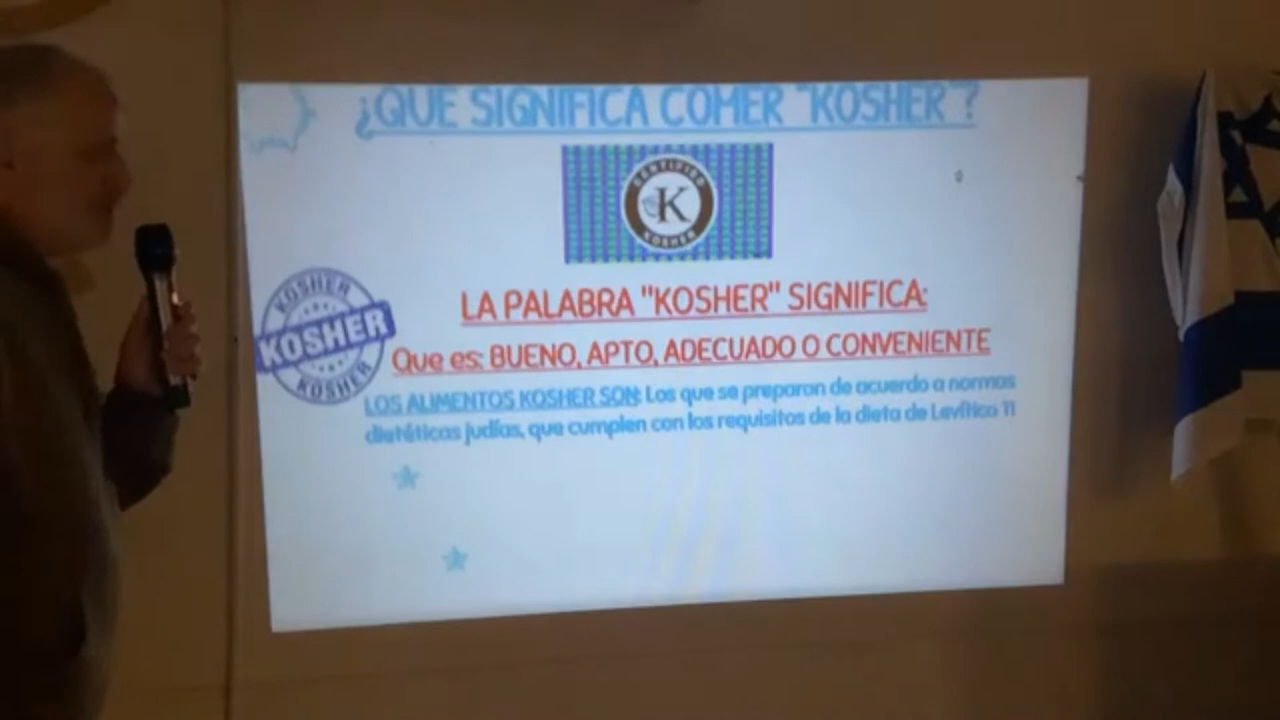 ¿QUE SIGNIFICA COMER "KOSHER"?
CERTIFIED
K
KOSHER
KOSHER
KOSHER
KOSHER
LA PALABRA "KOSHER" SIGNIFICA:
Que es: BUENO, APTO, ADECUADO O CONVENIENTE
LOS ALIMENTOS KOSHER SON: Los que se preparan de acuerdo a normas
dietéticas judías, que cumplen con los requisitos de la dieta de Levítico 11